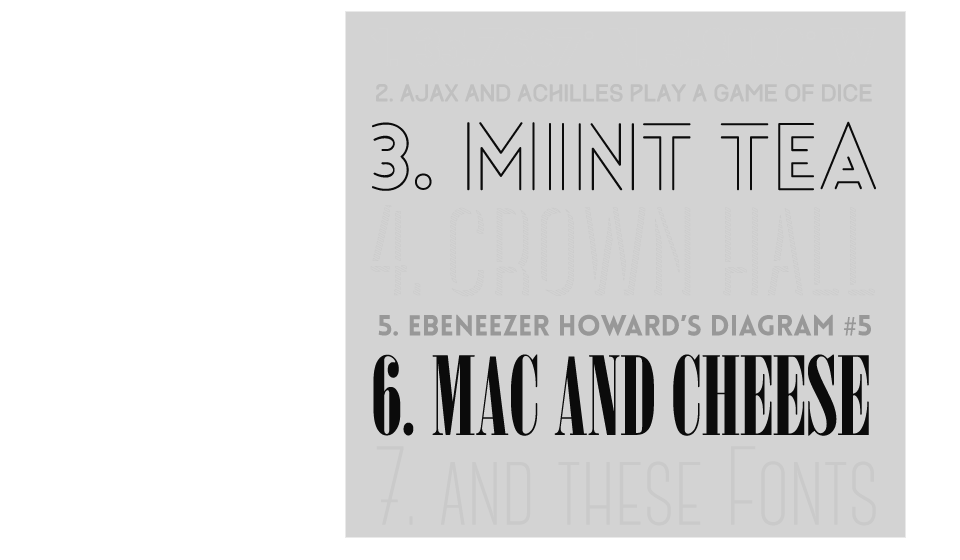 2. AJAX AND ACHILLES PLAY A GAME OF DICE
3. MINT TEA
4. CROWN HALL
5. EBENEEZER HOWARD'S DIAGRAM #5
6. MAC AND CHEESE
7. AND THESE FONTS